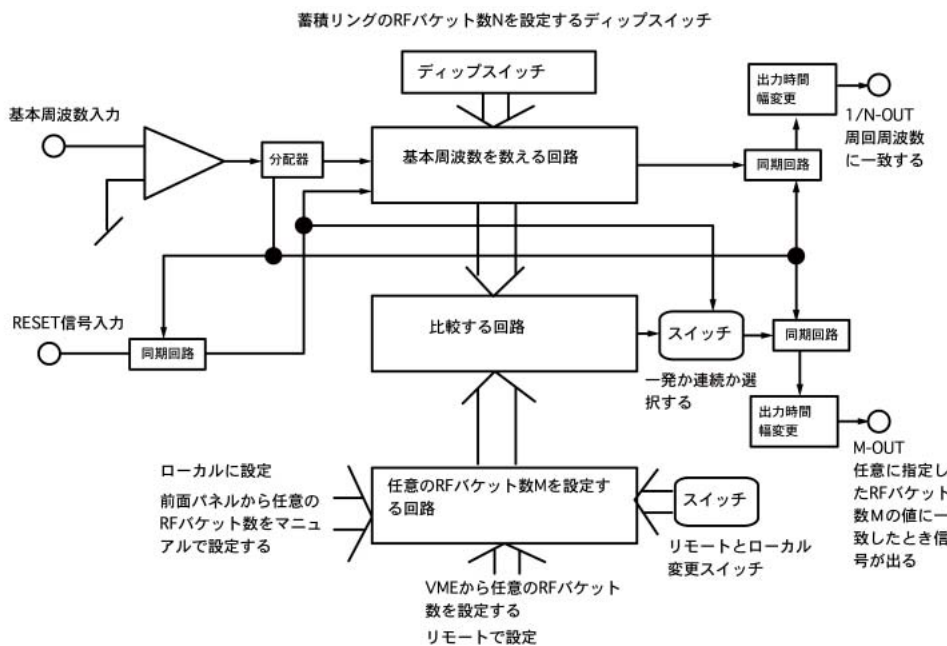 蓄積リングのRFバケット数Nを設定するディップスイッチ
ディップスイッチ
出力時間
幅変更
基本周波数入力
1/N-OUT
周回周波数
に一致する
分配器
基本周波数を数える回路
同期回路
RESET信号入力
同期回路
比較する回路
スイッチ
同期回路
一発か連続か選
択する
出力時間
幅変更
M-OUT
任意に指定し
たRFバケット
数Mの値に一
致したとき信
号が出る
ローカルに設定
前面パネルから任意の
RFバケット数をマニュ
アルで設定する
任意のRFバケット数Mを設定す
る回路
スイッチ
リモートとローカル
変更スイッチ
VMEから任意のRFバケット
数を設定する
リモートで設定